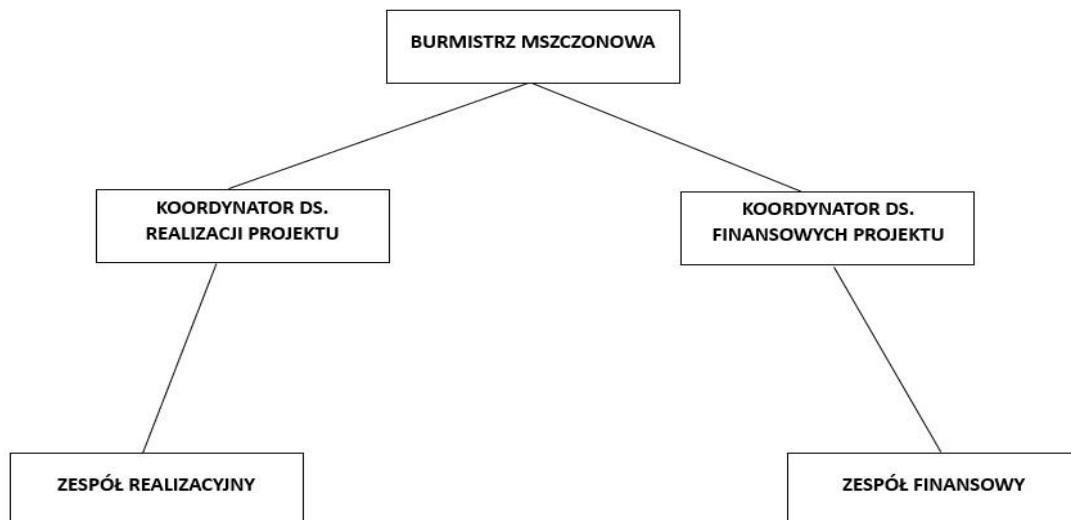 BURMISTRZ MSZCZONOWA
KOORDYNATOR DS.
REALIZACJI PROJEKTU
KOORDYNATOR DS.
FINANSOWYCH PROJEKTU
ZESPÓŁ REALIZACYJNY
ZESPÓŁ FINANSOWY